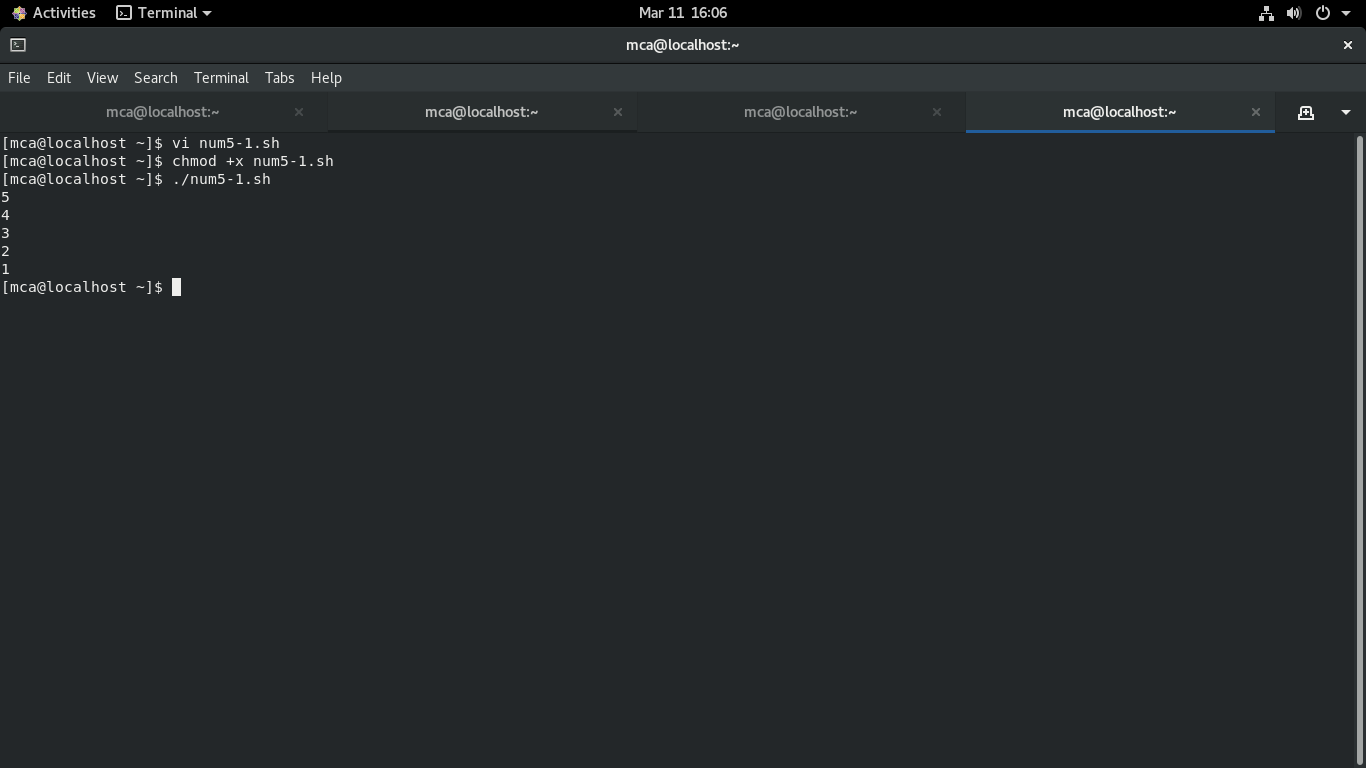 Activities Terminal Mar 11 16:06
mca@localhost:~
File Edit View Search Terminal Tabs Help
mca@localhost:~ mca@localhost:~ mca@localhost:~ mca@localhost:~
[mca@localhost ~]$ vi num5-1.sh
[mca@localhost ~]$ chmod +x num5-1.sh
[mca@localhost ~]$ ./num5-1.sh
5
4
3
2
1
[mca@localhost ~]$